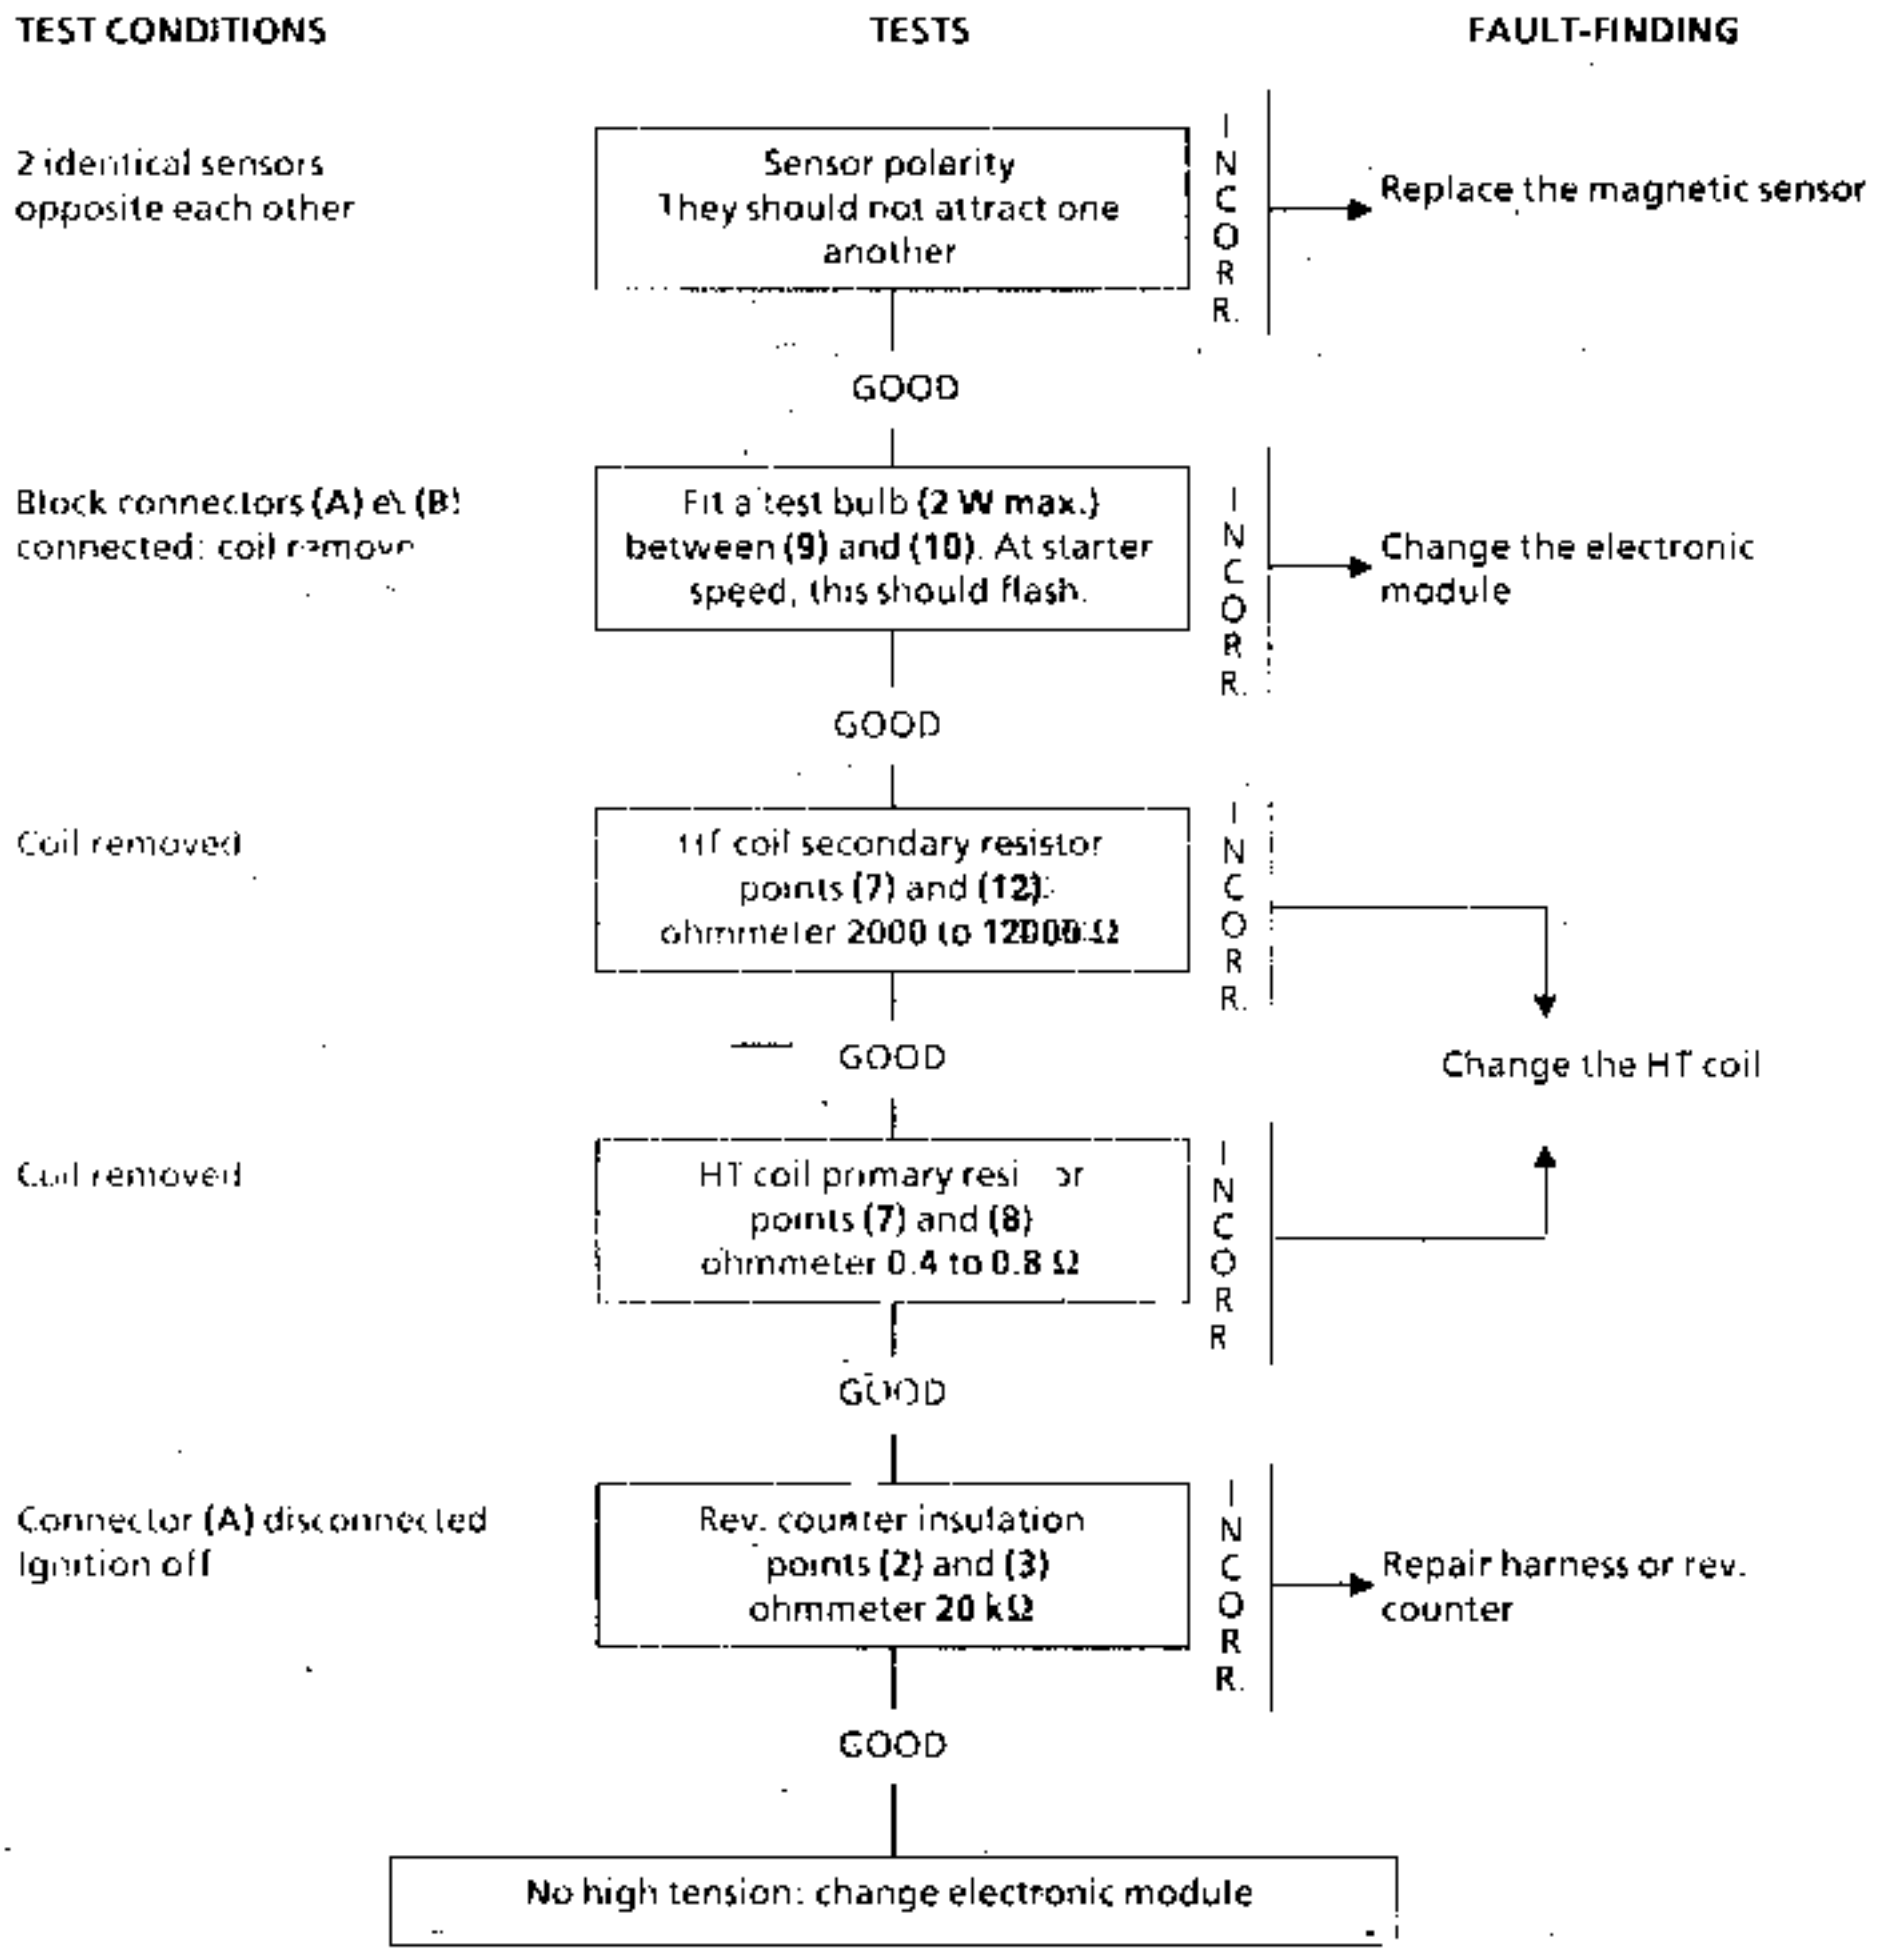 TEST CONDITIONS
TESTS
FAULT-FINDING
2 identical sensors
opposite each other
Sensor polarity
They should not attract one
another
INCORR.
Replace the magnetic sensor
GOOD
Block connectors (A) et (B)
connected: coil remove
Fit a test bulb (2 W max.)
between (9) and (10). At starter
speed, this should flash.
INCORR.
Change the electronic
module
GOOD
Coil removed
HT coil secondary resistor
points (7) and (12):
ohmmeter 2000 to 12000 Ω
INCORR.
GOOD
Change the HT coil
Coil removed
HT coil primary
points (7) and (8)
ohmmeter 0.4 to 0.8 Ω
INCORR
GOOD
Connector (A) disconnected
Ignition off
Rev. counter insulation
points (2) and (3)
ohmmeter 20 kΩ
INCORR.
Repair harness or rev.
counter
GOOD
No high tension: change electronic module